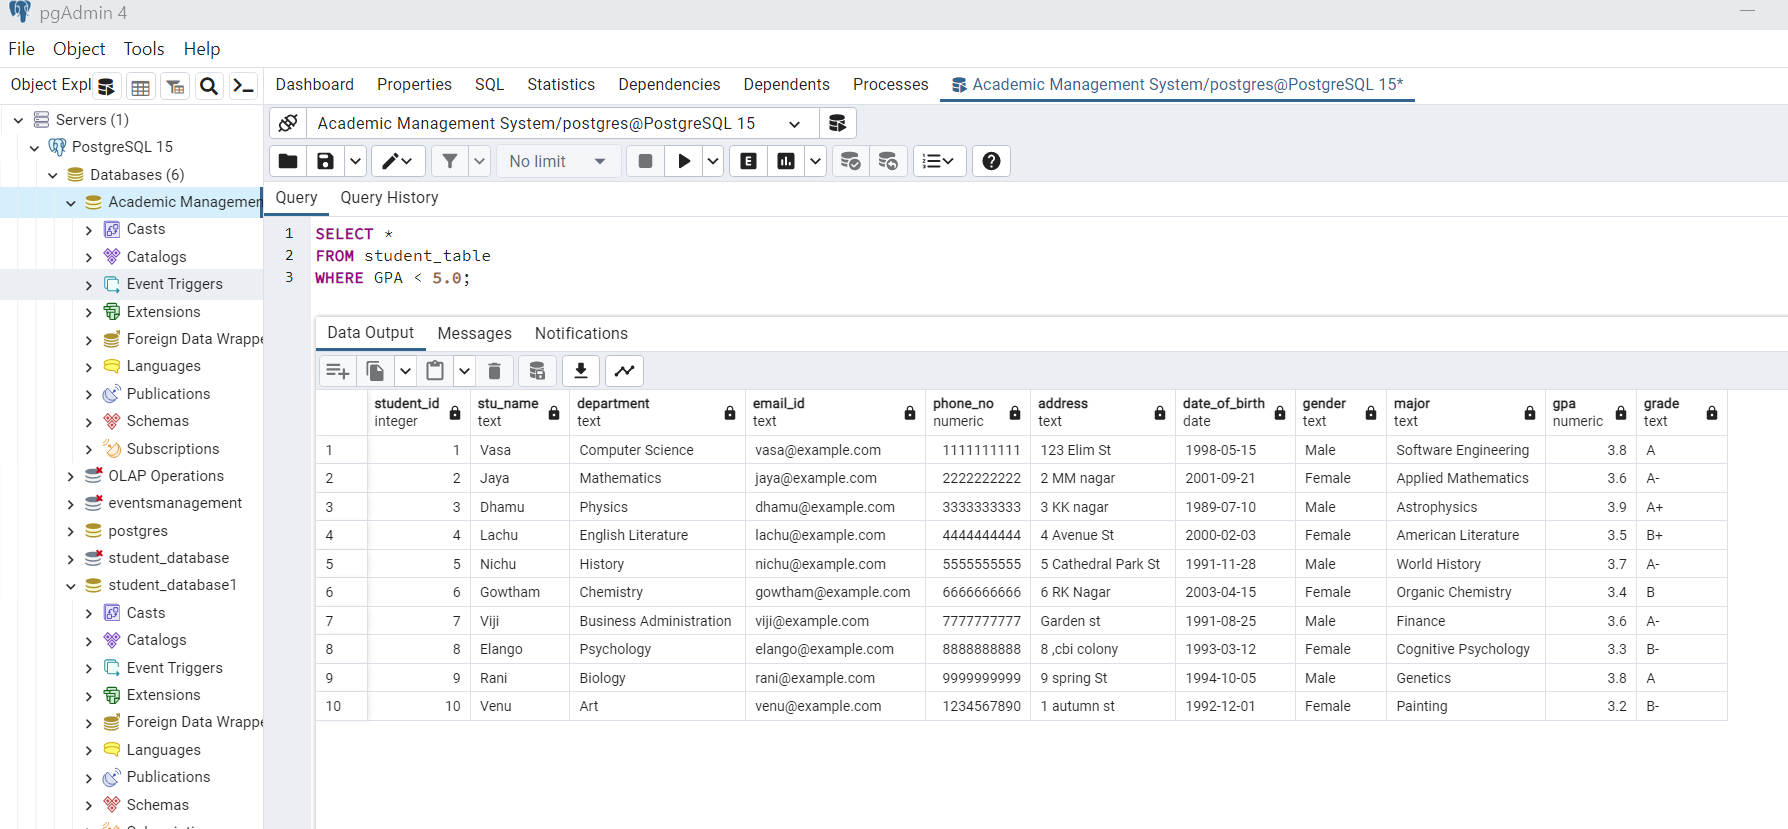 pgAdmin 4
File Object Tools Help
Object Expl
Dashboard Properties SQL Statistics Dependencies Dependents Processes Academic Management System/postgres@PostgreSQL 15*
Servers (1)
PostgreSQL 15
Databases (6)
Academic Managemen
Casts
Catalogs
Event Triggers
Extensions
Foreign Data Wrappe
Languages
Publications
Schemas
Subscriptions
OLAP Operations
eventsmanagement
postgres
student_database
student_database1
Casts
Catalogs
Event Triggers
Extensions
Foreign Data Wrappe
Languages
Publications
Schemas
Academic Management System/postgres@PostgreSQL 15
No limit
E
Query Query History
1 SELECT *
2 FROM student_table
3 WHERE GPA < 5.0;
Data Output Messages Notifications
student_id stu_name department email_id phone_no address date_of_birth gender major gpa grade
integer text text text numeric text date text text numeric text
1 1 Vasa Computer Science vasa@example.com 1111111111 123 Elim St 1998-05-15 Male Software Engineering 3.8 A
2 2 Jaya Mathematics jaya@example.com 2222222222 2 MM nagar 2001-09-21 Female Applied Mathematics 3.6 A-
3 3 Dhamu Physics dhamu@example.com 3333333333 3 KK nagar 1989-07-10 Male Astrophysics 3.9 A+
4 4 Lachu English Literature lachu@example.com 4444444444 4 Avenue St 2000-02-03 Female American Literature 3.5 B+
5 5 Nichu History nichu@example.com 5555555555 5 Cathedral Park St 1991-11-28 Male World History 3.7 A-
6 6 Gowtham Chemistry gowtham@example.com 6666666666 6 RK Nagar 2003-04-15 Female Organic Chemistry 3.4 B
7 7 Viji Business Administration viji@example.com 7777777777 Garden st 1991-08-25 Male Finance 3.6 A-
8 8 Elango Psychology elango@example.com 8888888888 8 ,cbi colony 1993-03-12 Female Cognitive Psychology 3.3 B-
9 9 Rani Biology rani@example.com 9999999999 9 spring St 1994-10-05 Male Genetics 3.8 A
10 10 Venu Art venu@example.com 1234567890 1 autumn st 1992-12-01 Female Painting 3.2 B-